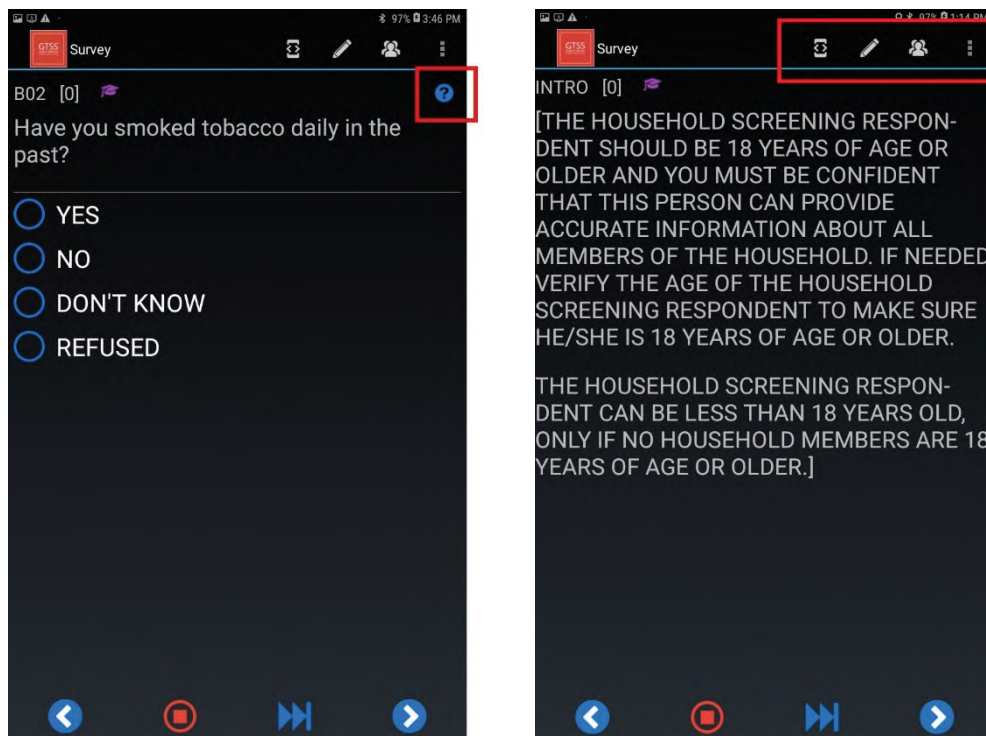 97% 3:46 PM
GTSS
Survey
B02 [0]
?
Have you smoked tobacco daily in the
past?
YES
NO
DON'T KNOW
REFUSED
97% 1:14 PM
GTSS
Survey
INTRO [0]
[THE HOUSEHOLD SCREENING RESPON-
DENT SHOULD BE 18 YEARS OF AGE OR
OLDER AND YOU MUST BE CONFIDENT
THAT THIS PERSON CAN PROVIDE
ACCURATE INFORMATION ABOUT ALL
MEMBERS OF THE HOUSEHOLD. IF NEEDED
VERIFY THE AGE OF THE HOUSEHOLD
SCREENING RESPONDENT TO MAKE SURE
HE/SHE IS 18 YEARS OF AGE OR OLDER.
THE HOUSEHOLD SCREENING RESPON-
DENT CAN BE LESS THAN 18 YEARS OLD,
ONLY IF NO HOUSEHOLD MEMBERS ARE 18
YEARS OF AGE OR OLDER.]